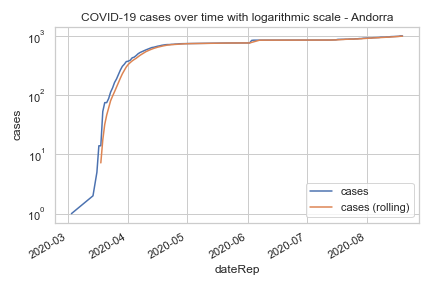 COVID-19 cases over time with logarithmic scale - Andorra
10³
10²
10¹
10⁰
cases
cases
cases (rolling)
2020-03
2020-04
2020-05
2020-06
2020-07
2020-08
dateRep